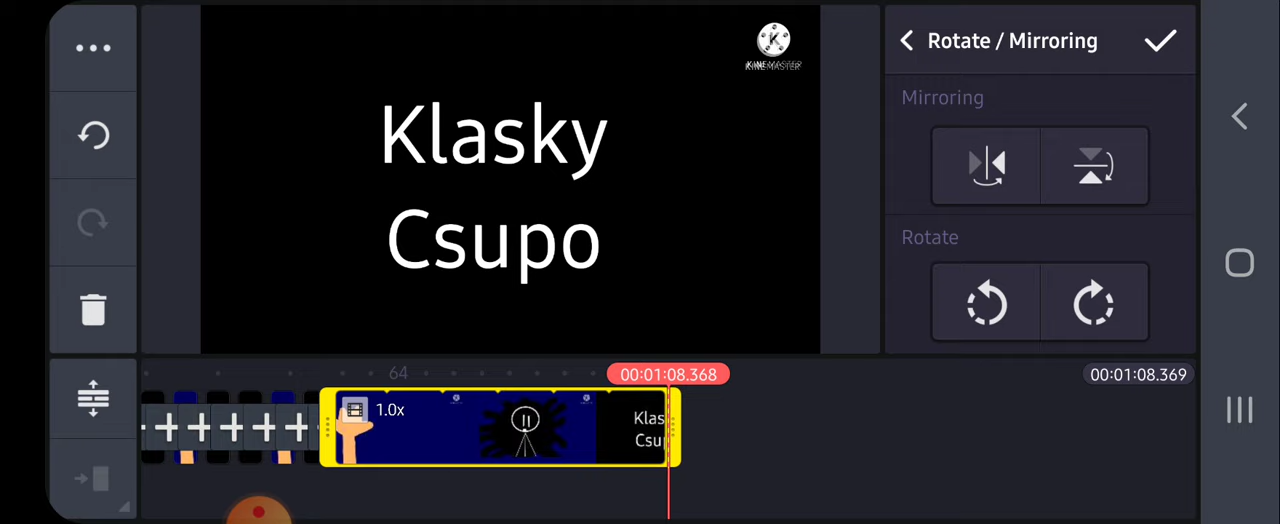 Rotate / Mirroring
Mirroring
Rotate
K
KINEMASTER
Klasky
Csupo
64
00:01:08.368
00:01:08.369
1.0x
Klas
Csu